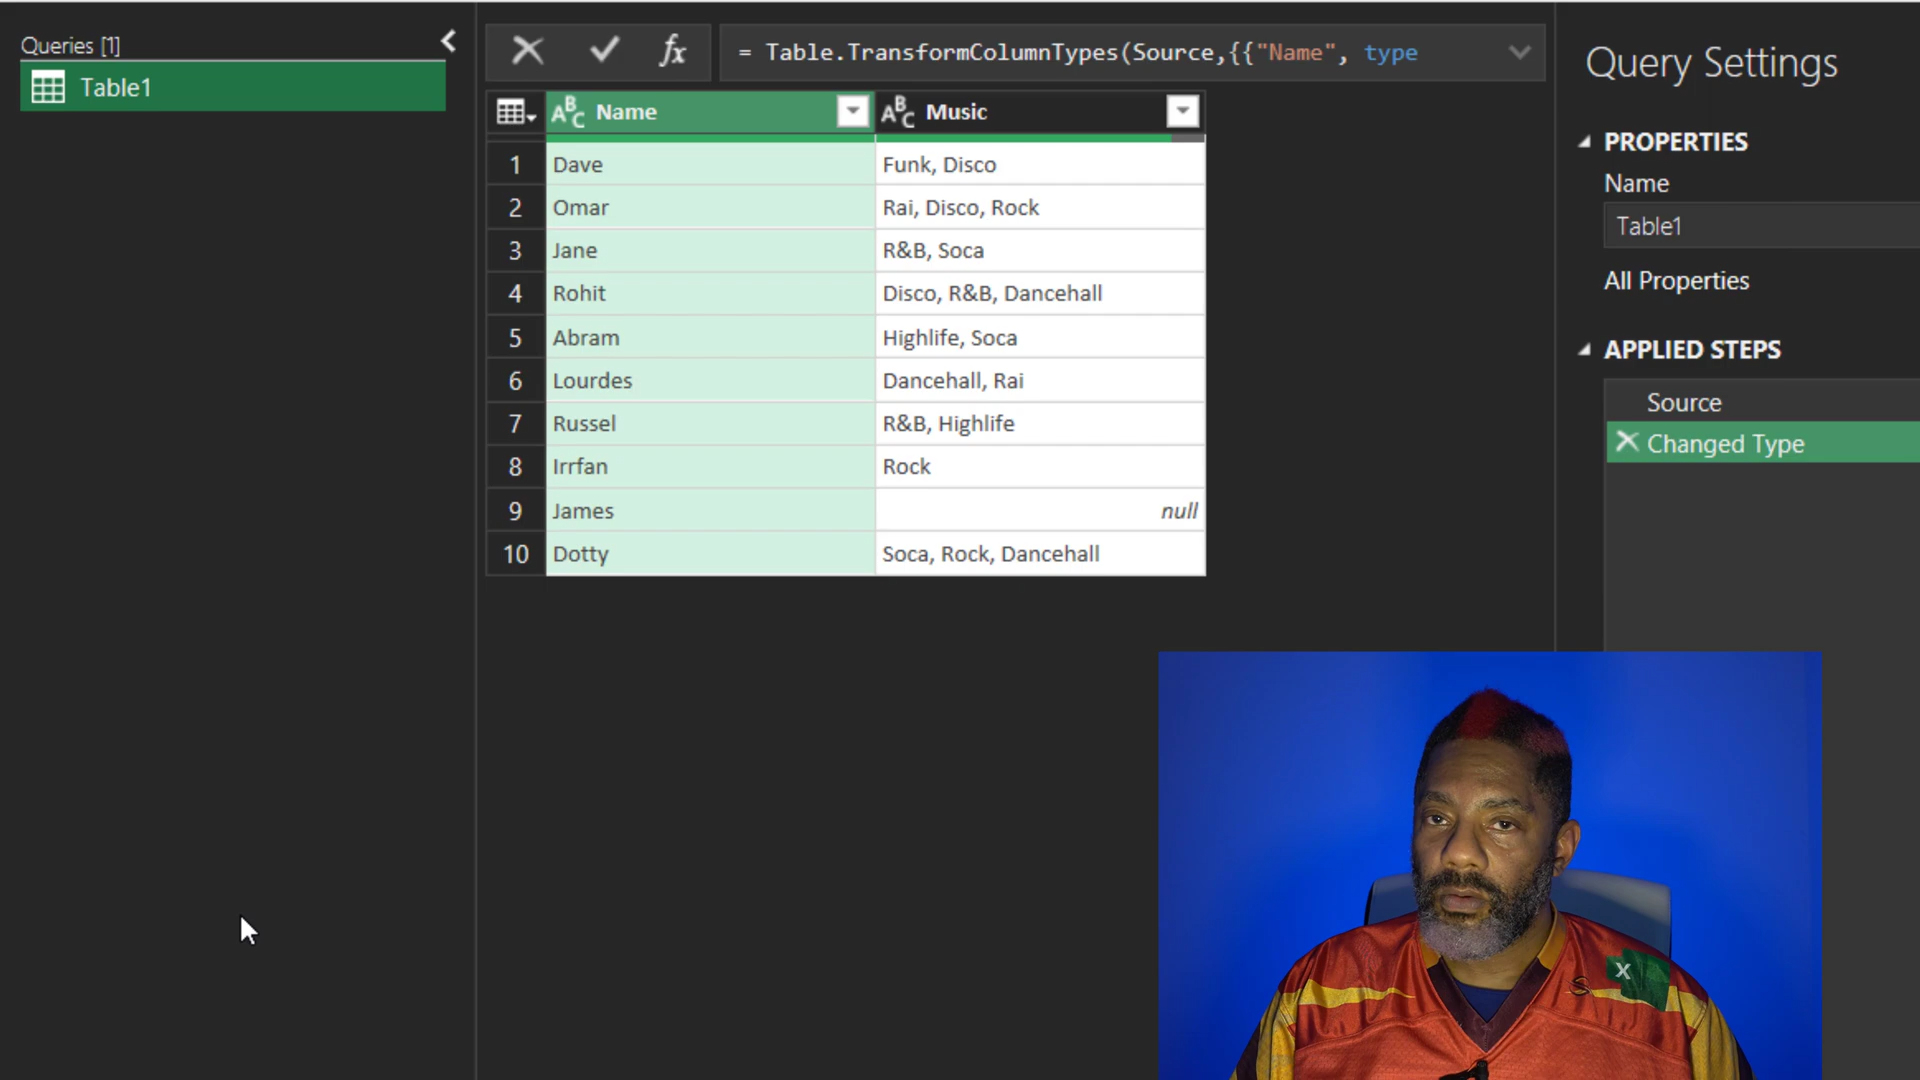 Queries [1]
Table1
fx
= Table.TransformColumnTypes(Source,{{"Name", type
ABC Name
ABC Music
1 Dave Funk, Disco
2 Omar Rai, Disco, Rock
3 Jane R&B, Soca
4 Rohit Disco, R&B, Dancehall
5 Abram Highlife, Soca
6 Lourdes Dancehall, Rai
7 Russel R&B, Highlife
8 Irrfan Rock
9 James null
10 Dotty Soca, Rock, Dancehall
Query Settings
PROPERTIES
Name
Table1
All Properties
APPLIED STEPS
Source
Changed Type
S
X